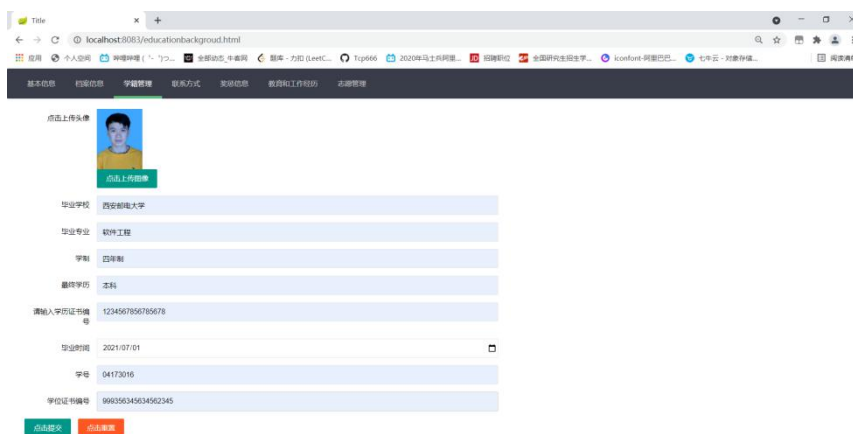 Title
localhost:8083/educationbackgroud.html
应用 个人空间 哔哩哔哩 ( ゜- ゜)つ... 全部动态_牛客网 题库 - 力扣 (LeetC... Tcp666 2020年马士兵阿里... 招聘职位 全国研究生招生学... iconfont-阿里巴巴... 七牛云 - 对象存储... 阅读清单
基本信息 档案信息 学籍管理 联系方式 奖惩信息 教育和工作经历 志愿管理
点击上传头像
点击上传图像
毕业学校 西安邮电大学
毕业专业 软件工程
学制 四年制
最终学历 本科
请输入学历证书编号 1234567856785678
毕业时间 2021/07/01
学号 04173016
学位证书编号 999356345634562345
点击提交 点击重置